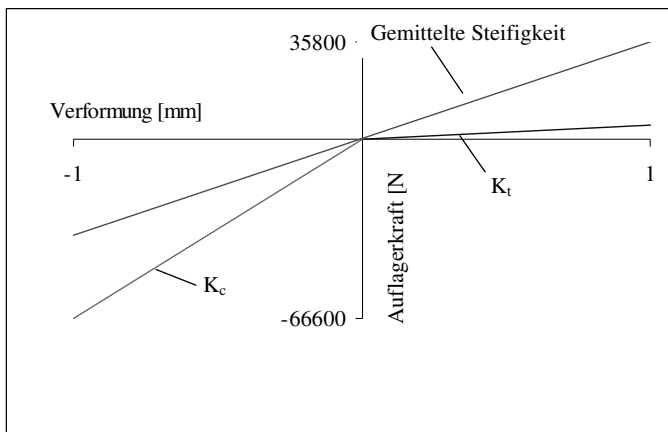 35800
Gemittelte Steifigkeit
Verformung [mm]
-1
1
Kt
Auflagerkraft [N
Kc
-66600